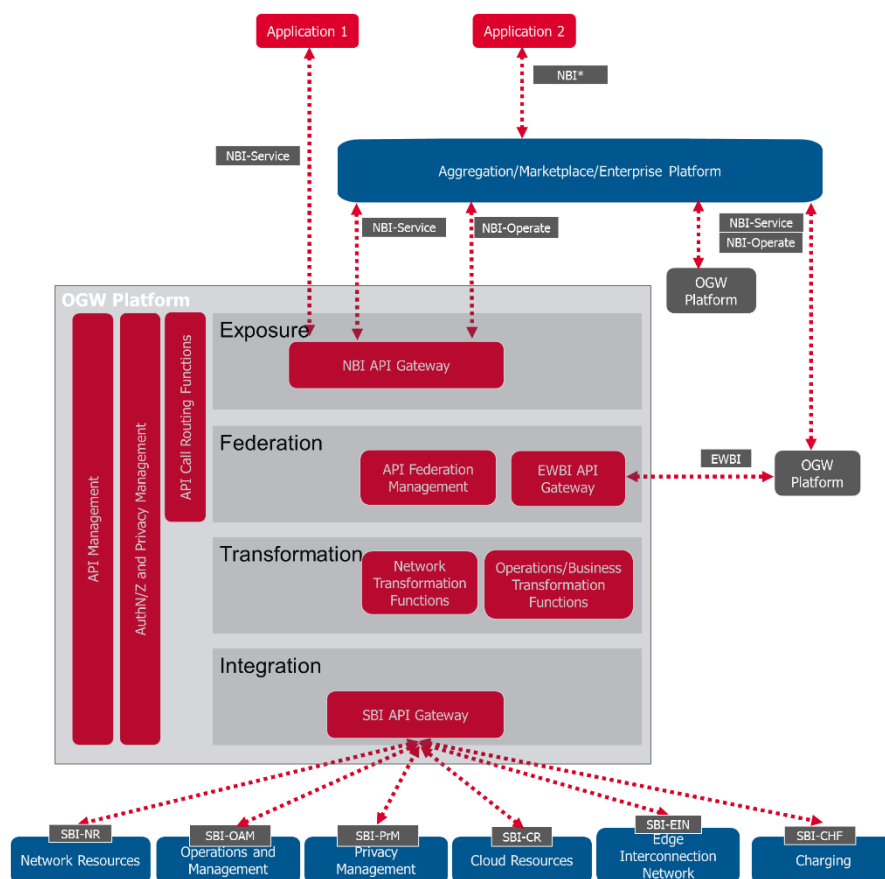 Application 1
Application 2
NBI*
NBI-Service
Aggregation/Marketplace/Enterprise Platform
NBI-Service
NBI-Operate
NBI-Service
NBI-Operate
OGW
Platform
OGW Platform
API Management
AuthN/Z and Privacy Management
API Call Routing Functions
Exposure
NBI API Gateway
Federation
API Federation
Management
EWBI API
Gateway
EWBI
OGW
Platform
Transformation
Network
Transformation
Functions
Operations/Business
Transformation
Functions
Integration
SBI API Gateway
SBI-NR
Network Resources
SBI-OAM
Operations and
Management
SBI-PrM
Privacy
Management
SBI-CR
Cloud Resources
SBI-EIN
Edge
Interconnection
Network
SBI-CHF
Charging